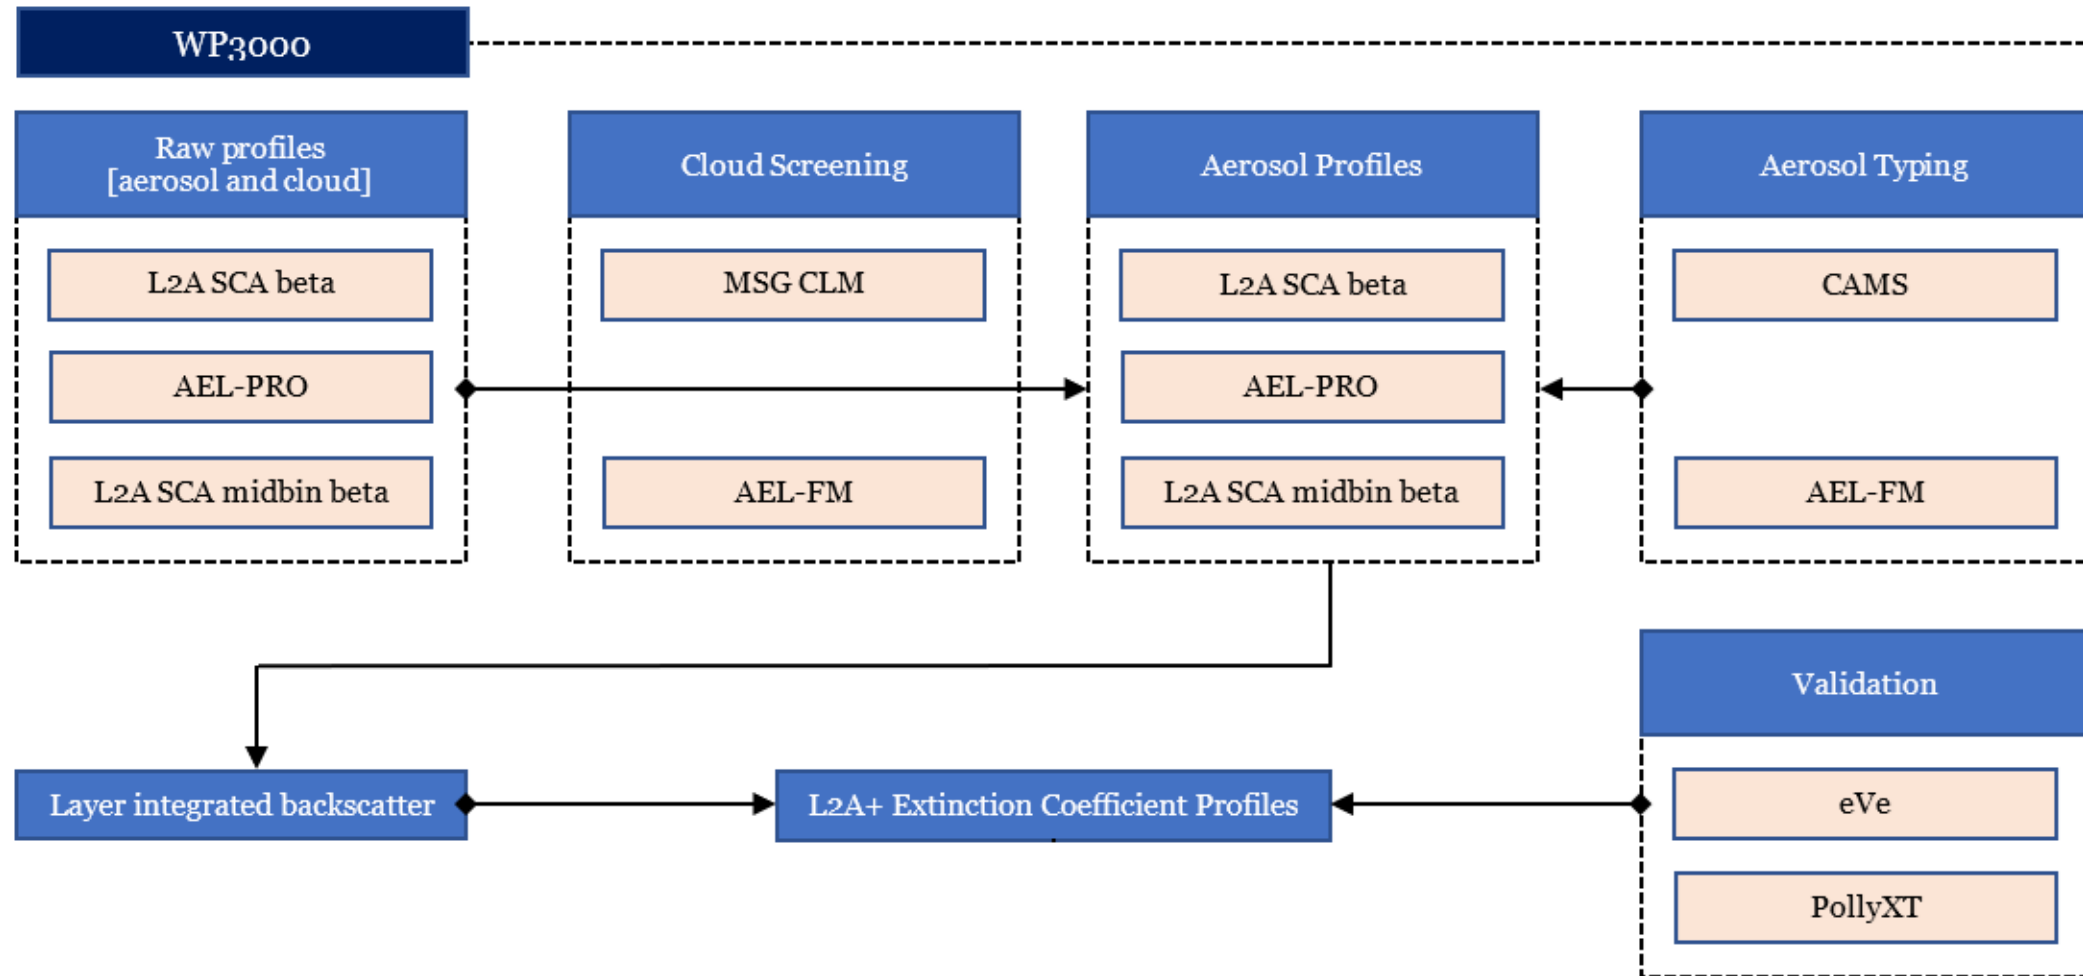 WP3000
Raw profiles
[aerosol and cloud]
L2A SCA beta
AEL-PRO
L2A SCA midbin beta
Cloud Screening
MSG CLM
AEL-FM
Aerosol Profiles
L2A SCA beta
AEL-PRO
L2A SCA midbin beta
Aerosol Typing
CAMS
AEL-FM
Layer integrated backscatter
L2A+ Extinction Coefficient Profiles
Validation
eVe
PollyXT